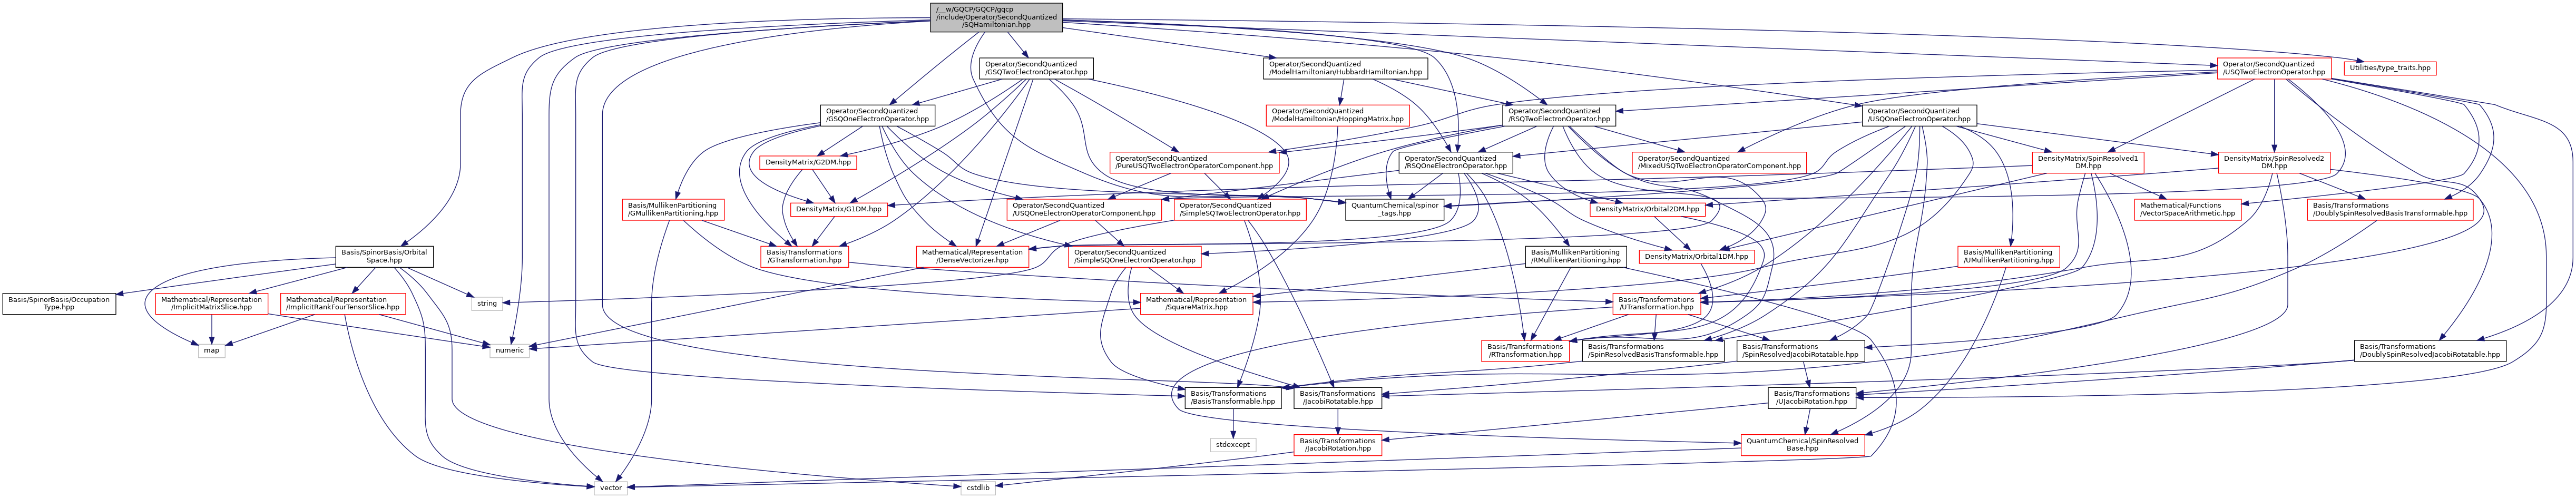 /__w/GQCP/GQCP/gqcp
/include/Operator/SecondQuantized
/SQHamiltonian.hpp
Operator/SecondQuantized
/GSQTwoElectronOperator.hpp
Operator/SecondQuantized
/ModelHamiltonian/HubbardHamiltonian.hpp
Operator/SecondQuantized
/USQTwoElectronOperator.hpp
Utilities/type_traits.hpp
Operator/SecondQuantized
/GSQOneElectronOperator.hpp
Operator/SecondQuantized
/ModelHamiltonian/HoppingMatrix.hpp
Operator/SecondQuantized
/RSQTwoElectronOperator.hpp
Operator/SecondQuantized
/USQOneElectronOperator.hpp
DensityMatrix/G2DM.hpp
Operator/SecondQuantized
/PureUSQTwoElectronOperatorComponent.hpp
Operator/SecondQuantized
/RSQOneElectronOperator.hpp
Operator/SecondQuantized
/MixedUSQTwoElectronOperatorComponent.hpp
DensityMatrix/SpinResolved1
DM.hpp
DensityMatrix/SpinResolved2
DM.hpp
Basis/MullikenPartitioning
/GMullikenPartitioning.hpp
DensityMatrix/G1DM.hpp
Operator/SecondQuantized
/USQOneElectronOperatorComponent.hpp
Operator/SecondQuantized
/SimpleSQTwoElectronOperator.hpp
QuantumChemical/spinor
_tags.hpp
DensityMatrix/Orbital2DM.hpp
Mathematical/Functions
/VectorSpaceArithmetic.hpp
Basis/Transformations
/DoublySpinResolvedBasisTransformable.hpp
Basis/SpinorBasis/Orbital
Space.hpp
Basis/Transformations
/GTransformation.hpp
Mathematical/Representation
/DenseVectorizer.hpp
Operator/SecondQuantized
/SimpleSQOneElectronOperator.hpp
Basis/MullikenPartitioning
/RMullikenPartitioning.hpp
DensityMatrix/Orbital1DM.hpp
Basis/MullikenPartitioning
/UMullikenPartitioning.hpp
Basis/SpinorBasis/Occupation
Type.hpp
Mathematical/Representation
/ImplicitMatrixSlice.hpp
Mathematical/Representation
/ImplicitRankFourTensorSlice.hpp
string
Mathematical/Representation
/SquareMatrix.hpp
Basis/Transformations
/UTransformation.hpp
map
numeric
Basis/Transformations
/RTransformation.hpp
Basis/Transformations
/SpinResolvedBasisTransformable.hpp
Basis/Transformations
/SpinResolvedJacobiRotatable.hpp
Basis/Transformations
/DoublySpinResolvedJacobiRotatable.hpp
Basis/Transformations
/BasisTransformable.hpp
Basis/Transformations
/JacobiRotatable.hpp
Basis/Transformations
/UJacobiRotation.hpp
stdexcept
Basis/Transformations
/JacobiRotation.hpp
QuantumChemical/SpinResolved
Base.hpp
vector
cstdlib